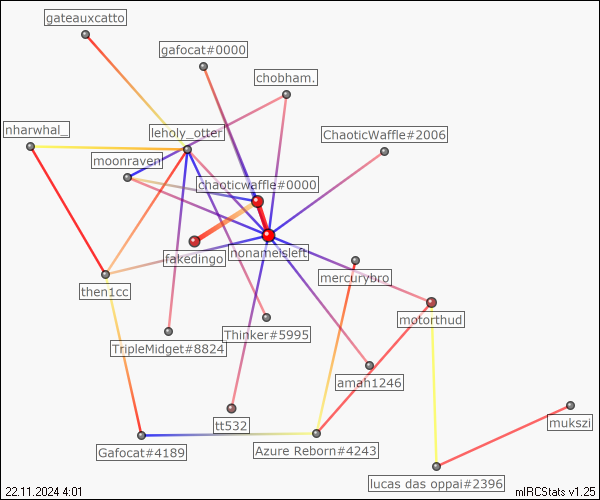 gateauxcatto
gafocat#0000
chobham.
nharwhal_
leholy_otter
ChaoticWaffle#2006
moonraven
chaoticwaffle#0000
fakedingo
nonameisleft
mercurybro
then1cc
motorthud
TripleMidget#8824
Thinker#5995
amah1246
tt532
mukszi
Gafocat#4189
Azure Reborn#4243
lucas das oppai#2396
22.11.2024 4:01
mIRCStats v1.25